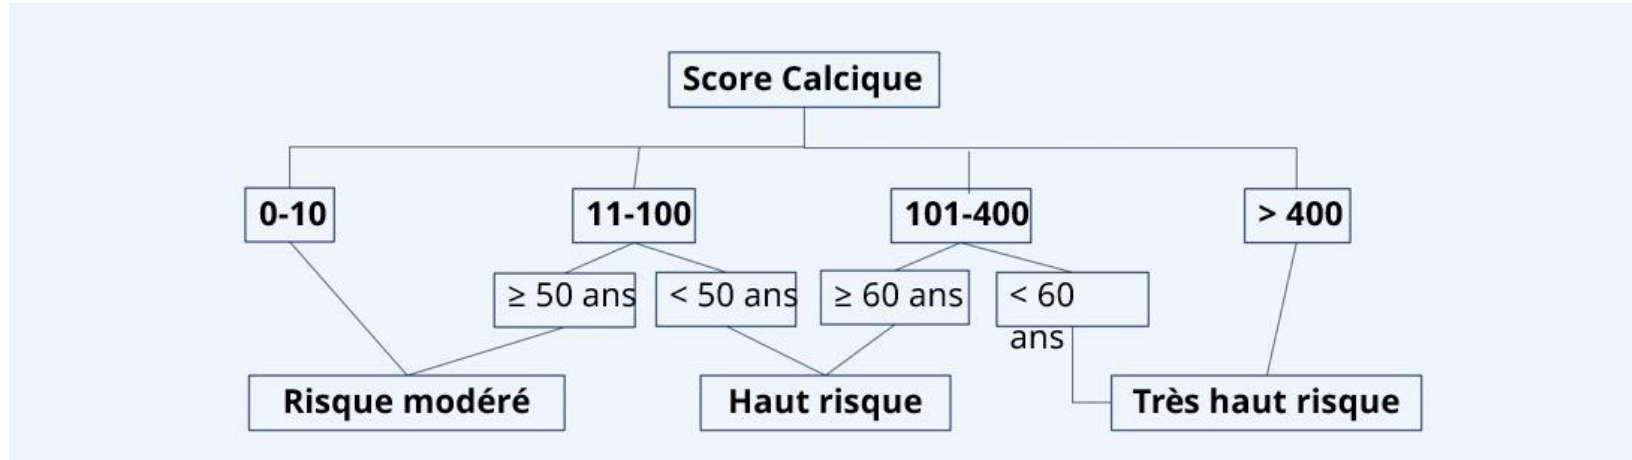 Score Calcique
0-10
11-100
101-400
> 400
≥ 50 ans
< 50 ans
≥ 60 ans
< 60
ans
Risque modéré
Haut risque
Très haut risque